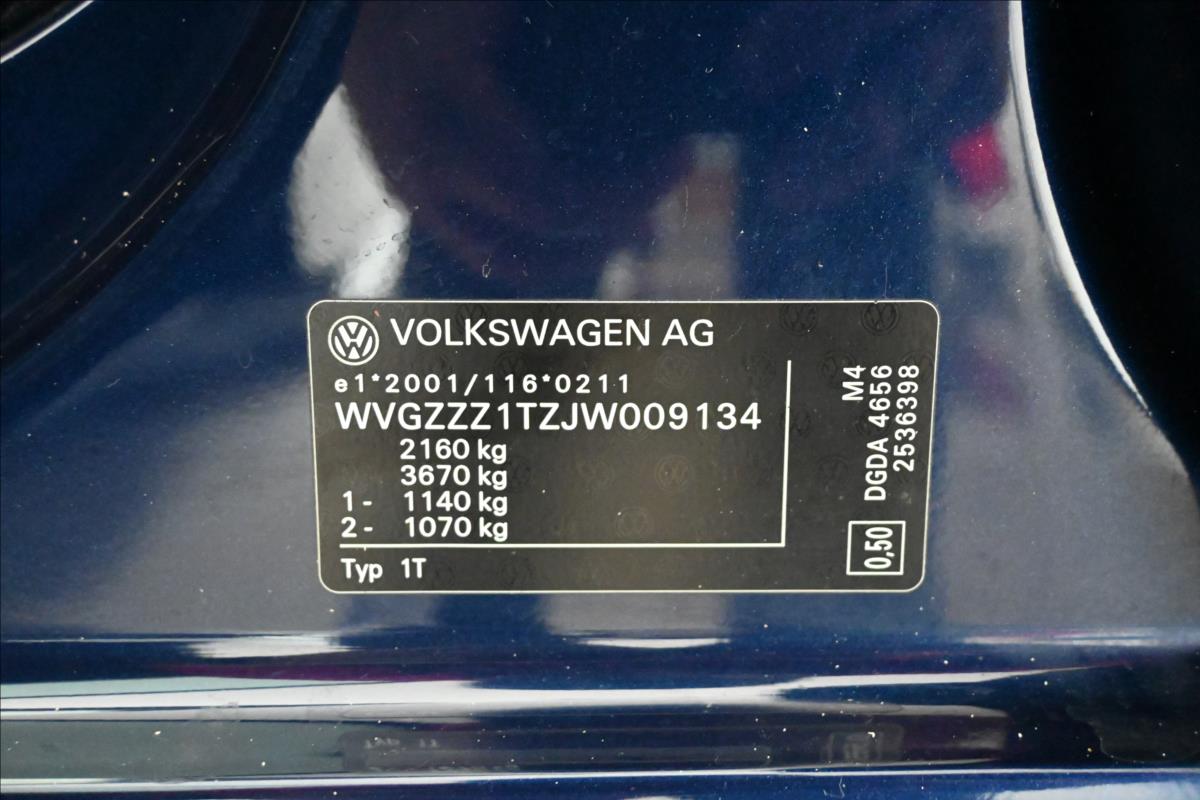 VOLKSWAGEN AG
e1*2001/116*0211
WVGZZZ1TZJW009134
2160 kg
3670 kg
1 - 1140 kg
2 - 1070 kg
Typ 1T
M4
DGDA 4656
2536398
0,50